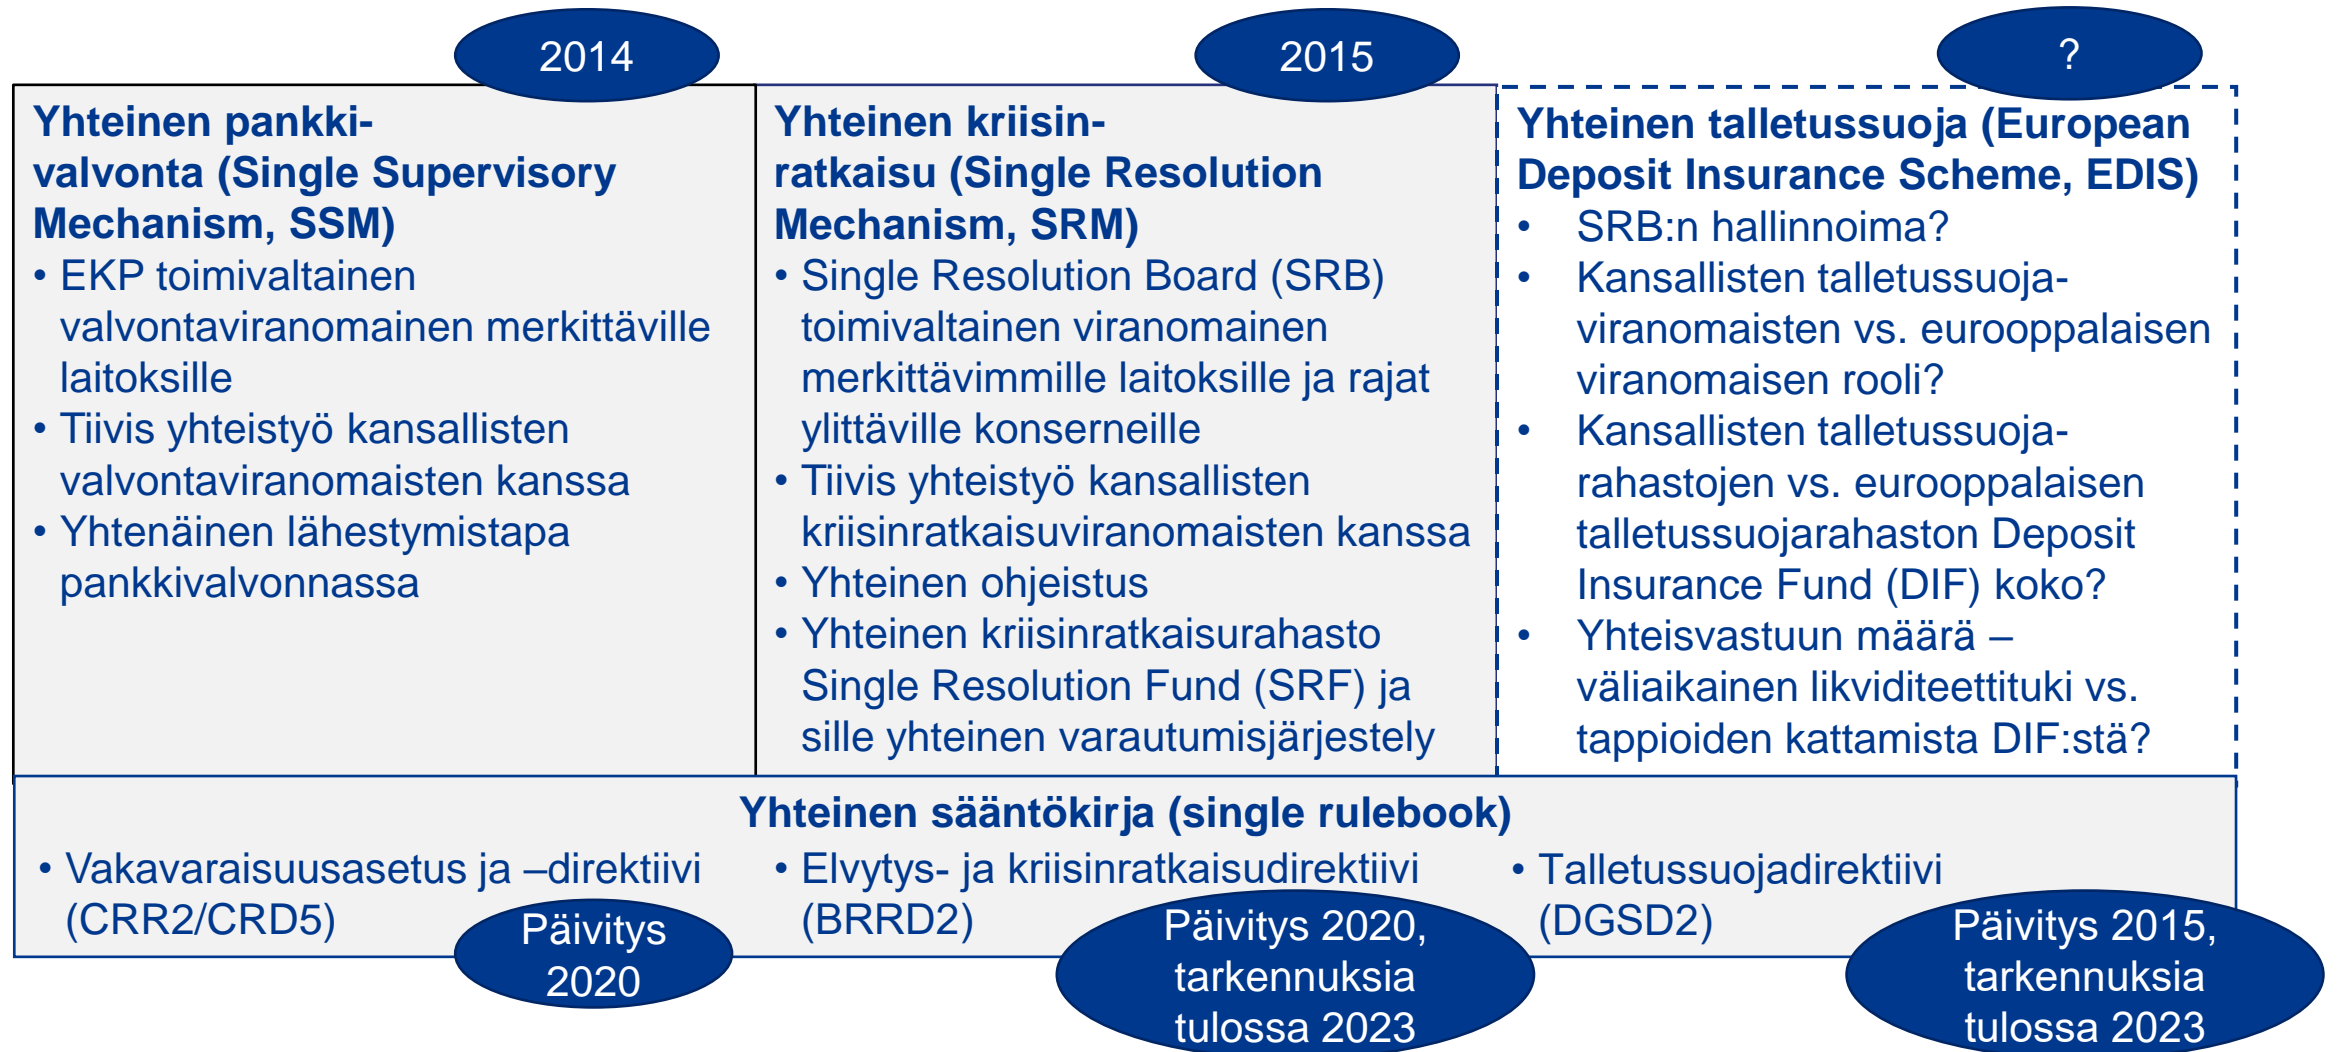 2014
Yhteinen pankki-
valvonta (Single Supervisory
Mechanism, SSM)
• EKP toimivaltainen
valvontaviranomainen merkittäville
laitoksille
• Tiivis yhteistyö kansallisten
valvontaviranomaisten kanssa
• Yhtenäinen lähestymistapa
pankkivalvonnassa
2015
Yhteinen kriisin-
ratkaisu (Single Resolution
Mechanism, SRM)
• Single Resolution Board (SRB)
toimivaltainen viranomainen
merkittävimmille laitoksille ja rajat
ylittäville konserneille
• Tiivis yhteistyö kansallisten
kriisinratkaisuviranomaisten kanssa
• Yhteinen ohjeistus
• Yhteinen kriisinratkaisurahasto
Single Resolution Fund (SRF) ja
sille yhteinen varautumisjärjestely
?
Yhteinen talletussuoja (European
Deposit Insurance Scheme, EDIS)
• SRB:n hallinnoima?
• Kansallisten talletussuoja-
viranomaisten vs. eurooppalaisen
viranomaisen rooli?
• Kansallisten talletussuoja-
rahastojen vs. eurooppalaisen
talletussuojarahaston Deposit
Insurance Fund (DIF) koko?
• Yhteisvastuun määrä –
väliaikainen likviditeettituki vs.
tappioiden kattamista DIF:stä?
Yhteinen sääntökirja (single rulebook)
• Vakavaraisuusasetus ja –direktiivi
(CRR2/CRD5)
Päivitys
2020
• Elvytys- ja kriisinratkaisudirektiivi
(BRRD2)
Päivitys 2020,
tarkennuksia
tulossa 2023
• Talletussuojadirektiivi
(DGSD2)
Päivitys 2015,
tarkennuksia
tulossa 2023